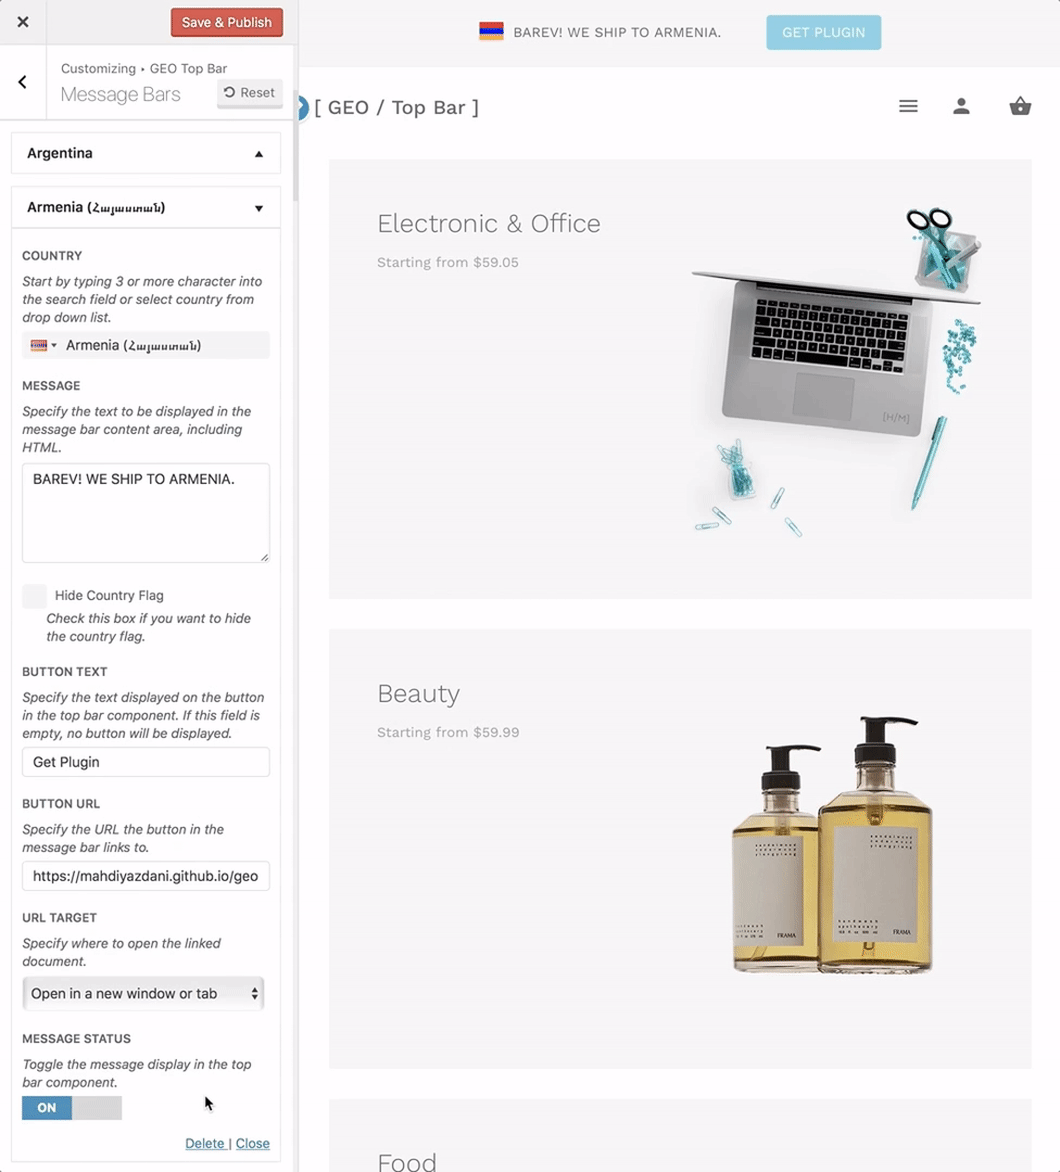 Save & Publish
Customizing ▸ GEO Top Bar
Message Bars
Reset
Argentina
Armenia (Հայաստան)
COUNTRY
Start by typing 3 or more character into
the search field or select country from
drop down list.
Armenia (Հայաստան)
MESSAGE
Specify the text to be displayed in the
message bar content area, including
HTML.
BAREV! WE SHIP TO ARMENIA.
Hide Country Flag
Check this box if you want to hide
the country flag.
BUTTON TEXT
Specify the text displayed on the button
in the top bar component. If this field is
empty, no button will be displayed.
Get Plugin
BUTTON URL
Specify the URL the button in the
message bar links to.
https://mahdiyazdani.github.io/geo
URL TARGET
Specify where to open the linked
document.
Open in a new window or tab
MESSAGE STATUS
Toggle the message display in the top
bar component.
ON
Delete | Close
BAREV! WE SHIP TO ARMENIA.
GET PLUGIN
[ GEO / Top Bar ]
Electronic & Office
Starting from $59.05
[H/M]
Beauty
Starting from $59.99
FRAMA
FRAMA
Food